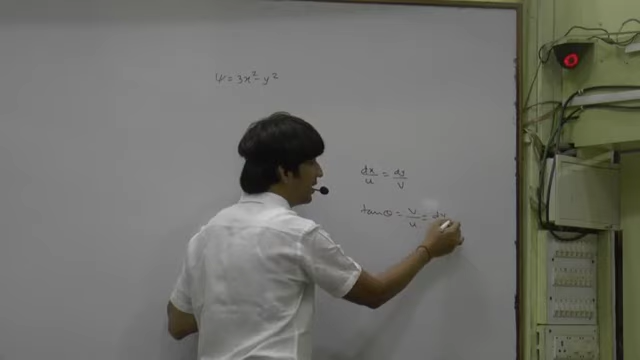 ψ = 3x² - y²
dx/u = dy/v
tanθ = v/u = dy